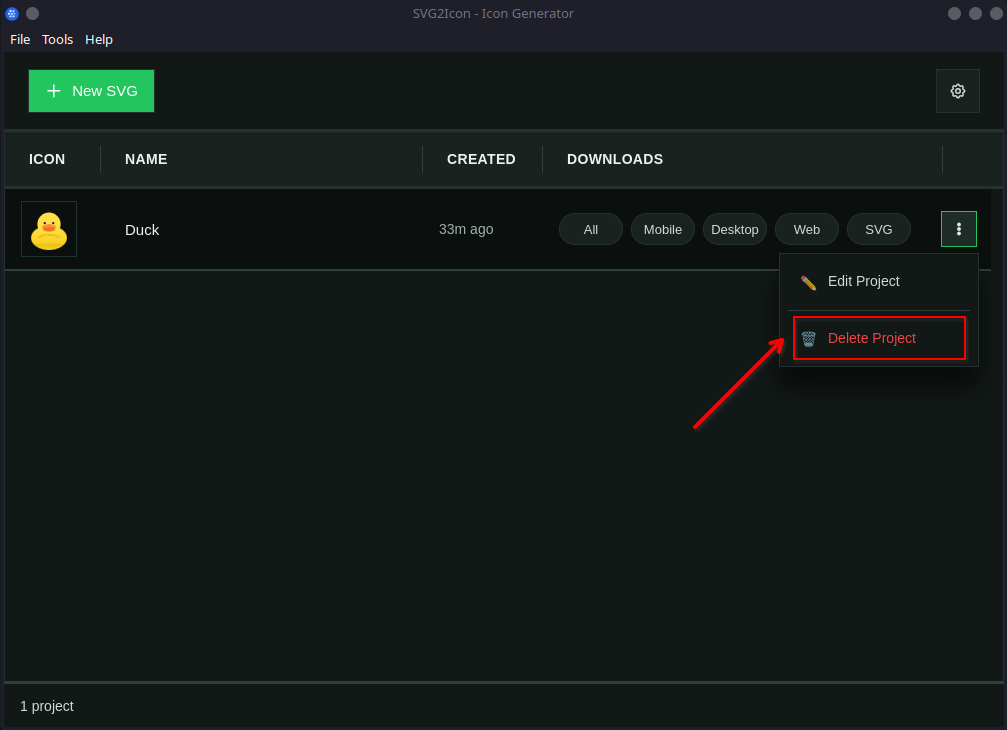 SVG2Icon - Icon Generator
File Tools Help
New SVG
ICON NAME CREATED DOWNLOADS
Duck 33m ago All Mobile Desktop Web SVG
Edit Project
Delete Project
1 project